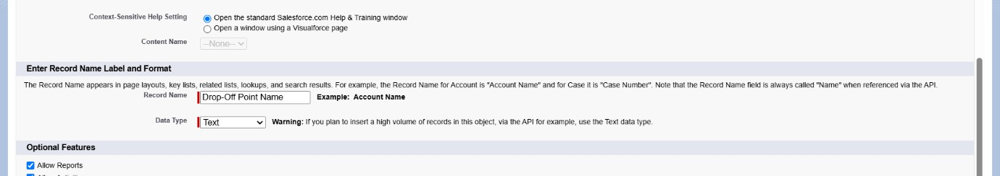 Context-Sensitive Help Setting Open the standard Salesforce.com Help & Training window
Open a window using a Visualforce page
Content Name --None--
Enter Record Name Label and Format
The Record Name appears in page layouts, key lists, related lists, lookups, and search results. For example, the Record Name for Account is "Account Name" and for Case it is "Case Number". Note that the Record Name field is always called "Name" when referenced via the API.
Record Name Drop-Off Point Name Example: Account Name
Data Type Text Warning: If you plan to insert a high volume of records in this object, via the API for example, use the Text data type.
Optional Features
Allow Reports